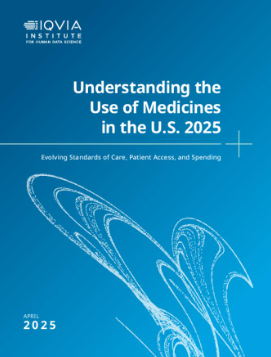 IQVIA
INSTITUTE
FOR HUMAN DATA SCIENCE
Understanding the
Use of Medicines
in the U.S. 2025
Evolving Standards of Care, Patient Access, and Spending
APRIL
2025